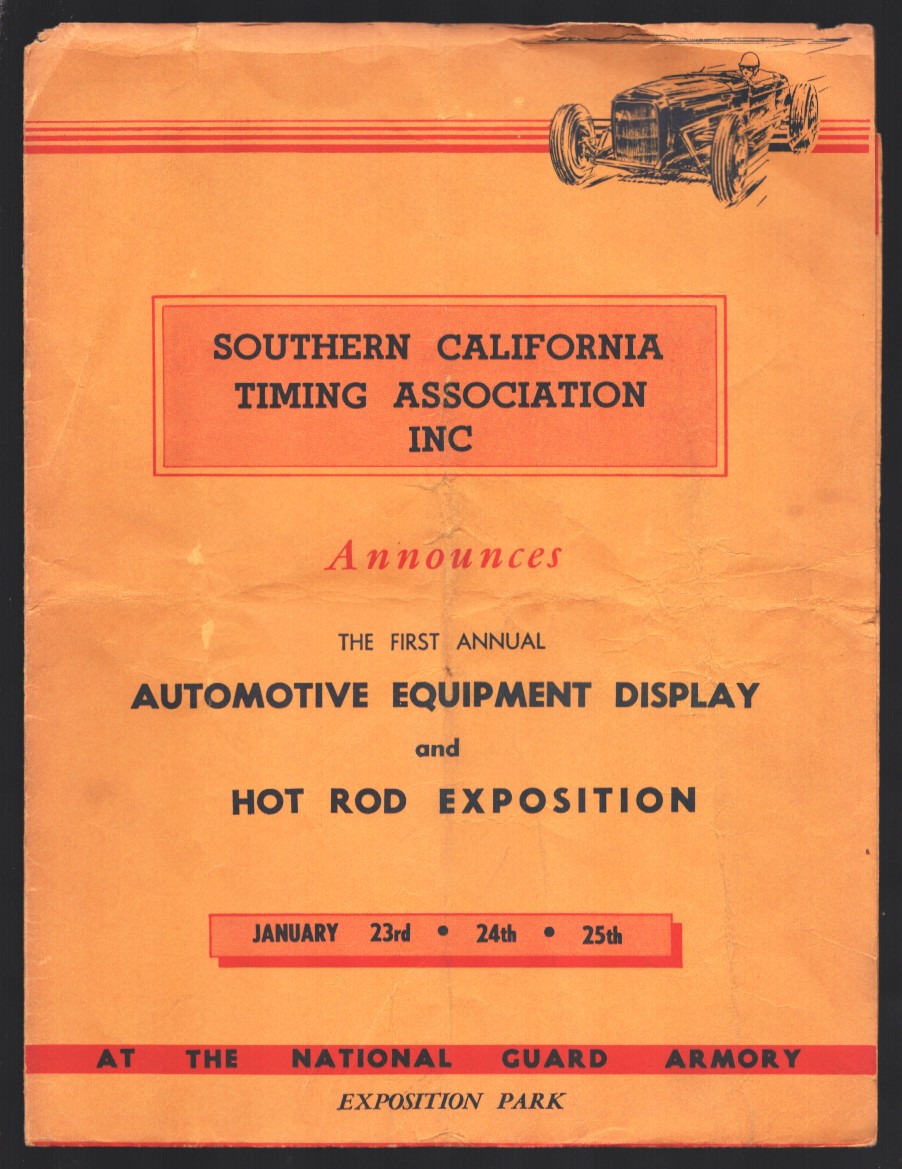 SOUTHERN CALIFORNIA
TIMING ASSOCIATION
INC
Announces
THE FIRST ANNUAL
AUTOMOTIVE EQUIPMENT DISPLAY
and
HOT ROD EXPOSITION
JANUARY 23rd • 24th • 25th
AT THE NATIONAL GUARD ARMORY
EXPOSITION PARK